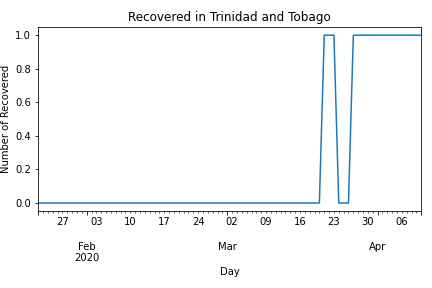 Recovered in Trinidad and Tobago
Number of Recovered
1.0
0.8
0.6
0.4
0.2
0.0
27 03 10 17 24 02 09 16 23 30 06
Feb Mar Apr
2020
Day